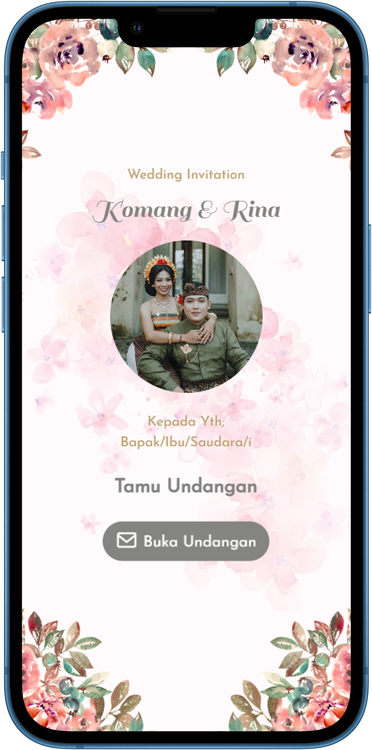 Wedding Invitation
Komang & Rina
Kepada Yth;
Bapak/Ibu/Saudara/i
Tamu Undangan
Buka Undangan